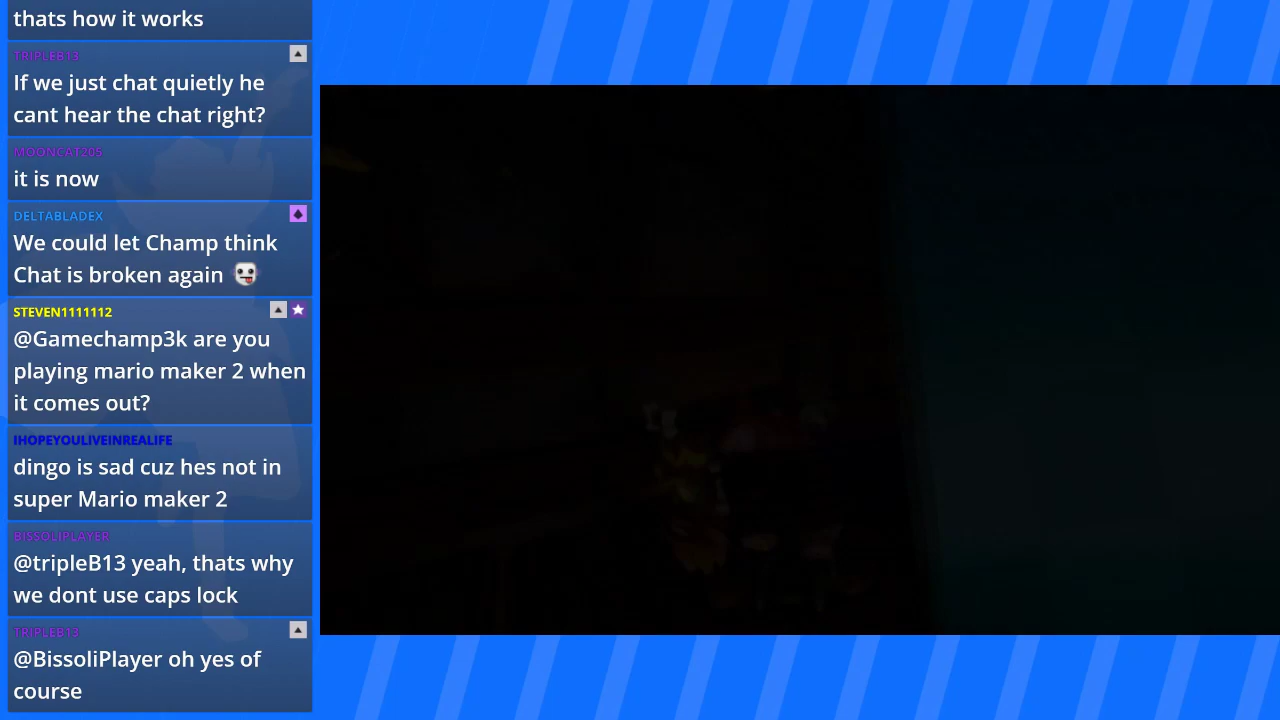 thats how it works
TRIPLEB13
If we just chat quietly he
cant hear the chat right?
MOONCAT205
it is now
DELTABLADEX
We could let Champ think
Chat is broken again
STEVEN1111112
@Gamechamp3k are you
playing mario maker 2 when
it comes out?
IHOPEYOULIVEINREALIFE
dingo is sad cuz hes not in
super Mario maker 2
BISSOLIPLAYER
@tripleB13 yeah, thats why
we dont use caps lock
TRIPLEB13
@BissoliPlayer oh yes of
course